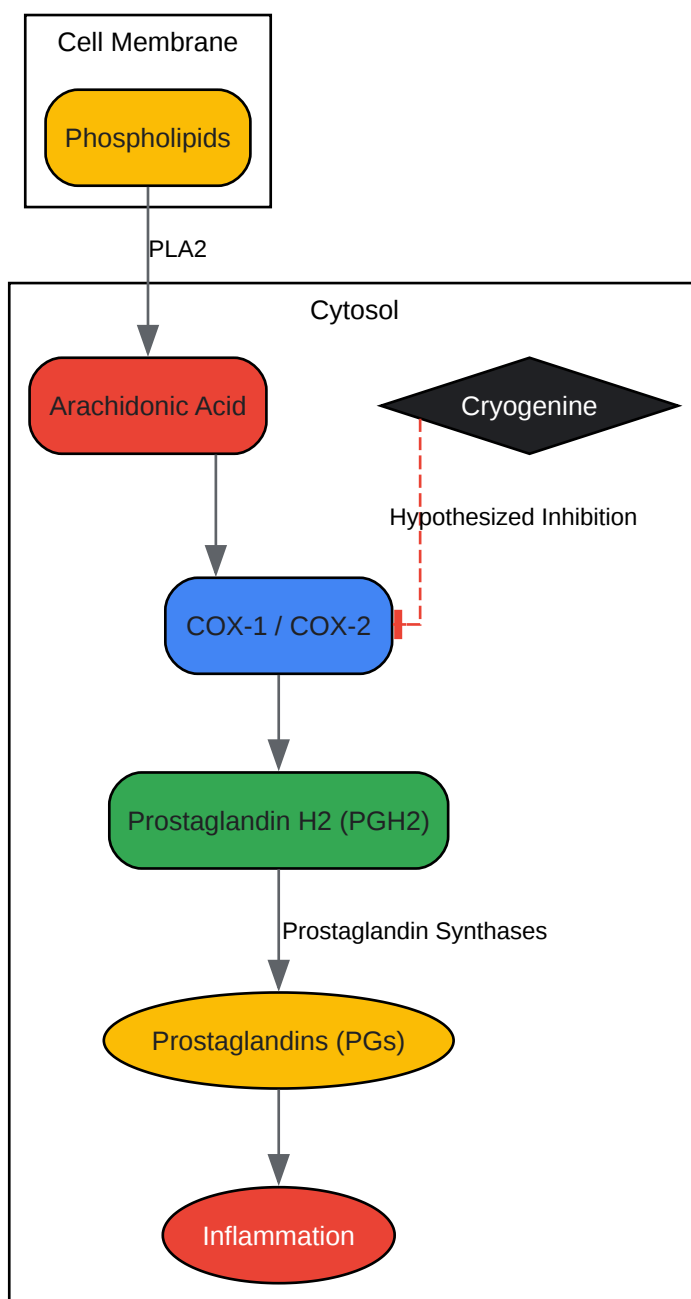 Cell Membrane
Phospholipids
PLA2
Cytosol
Arachidonic Acid
Cryogenine
Hypothesized Inhibition
COX-1 / COX-2
Prostaglandin H2 (PGH2)
Prostaglandin Synthases
Prostaglandins (PGs)
Inflammation